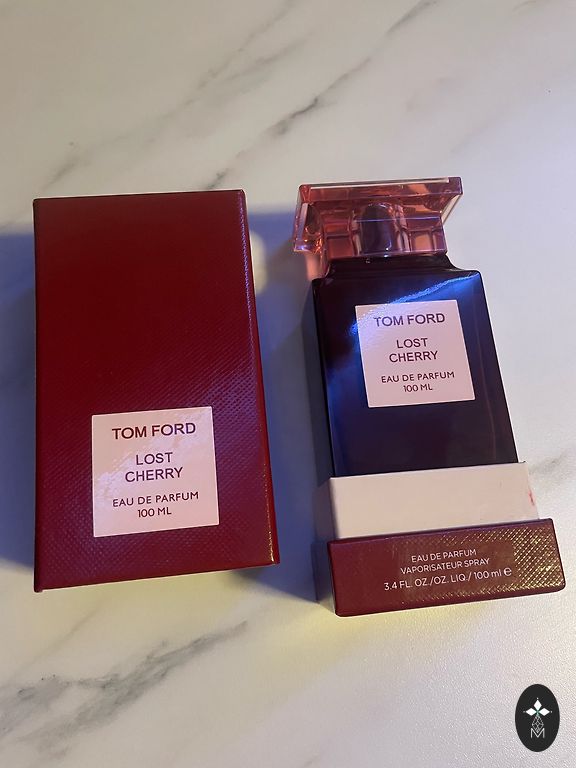 TOM FORD
LOST
CHERRY
EAU DE PARFUM
100 ML
TOM FORD
LOST
CHERRY
EAU DE PARFUM
100 ML
EAU DE PARFUM
VAPORISATEUR SPRAY
3.4 FL. OZ./OZ. LIQ./ 100 ml ℮
M